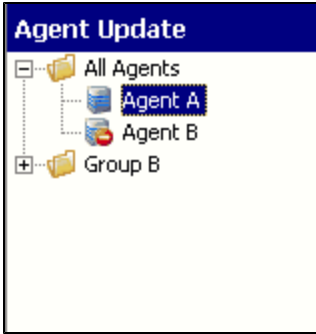 Agent Update
All Agents
Agent A
Agent B
Group B